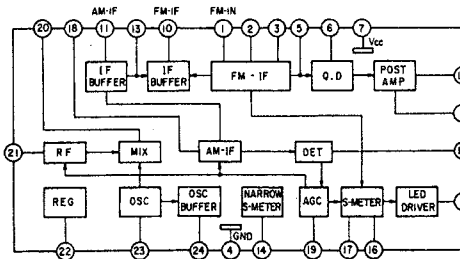 AM-IF FM-IF FM-IN
20 18 11 13 10 1 2 3 5 6 7
Vcc
IF BUFFER IF BUFFER FM-IF Q.D POST AMP
21 RF MIX AM-IF DET
REG OSC OSC BUFFER NARROW S-METER AGC S-METER LED DRIVER
GND
22 23 24 4 14 19 17 16